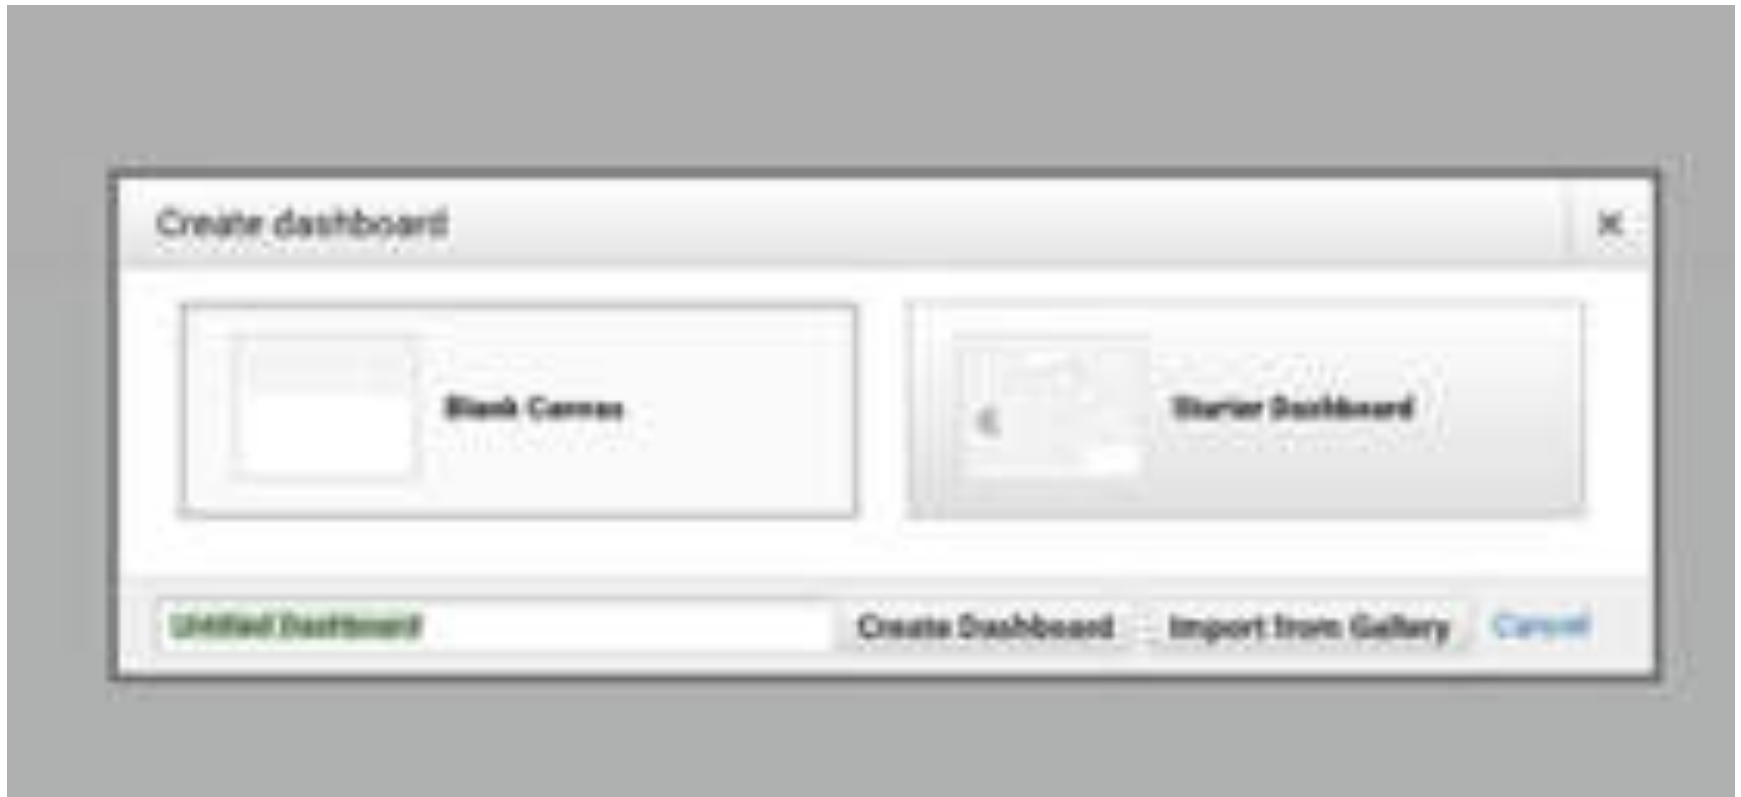 Create dashboard
Blank Canvas
Starter Dashboard
Untitled Dashboard
Create Dashboard
Import from Gallery
Cancel